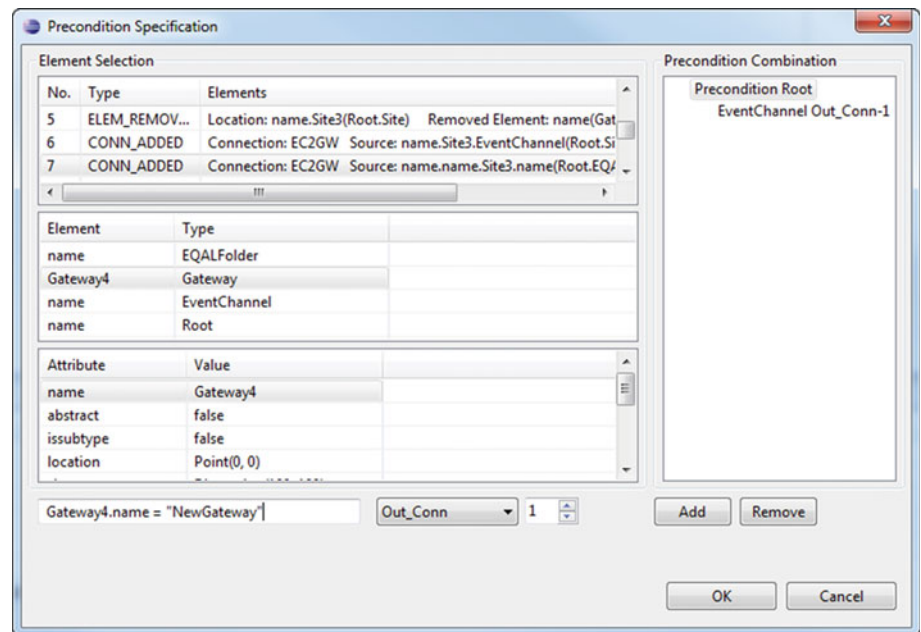 Precondition Specification
Element Selection
No. Type Elements
5 ELEM_REMOV... Location: name.Site3(Root.Site) Removed Element: name(Gat
6 CONN_ADDED Connection: EC2GW Source: name.Site3.EventChannel(Root.Si
7 CONN_ADDED Connection: EC2GW Source: name.name.Site3.name(Root.EQA
Element Type
name EQALFolder
Gateway4 Gateway
name EventChannel
name Root
Attribute Value
name Gateway4
abstract false
issubtype false
location Point(0, 0)
Gateway4.name = "NewGateway" Out_Conn 1
Precondition Combination
Precondition Root
EventChannel Out_Conn-1
Add Remove
OK Cancel